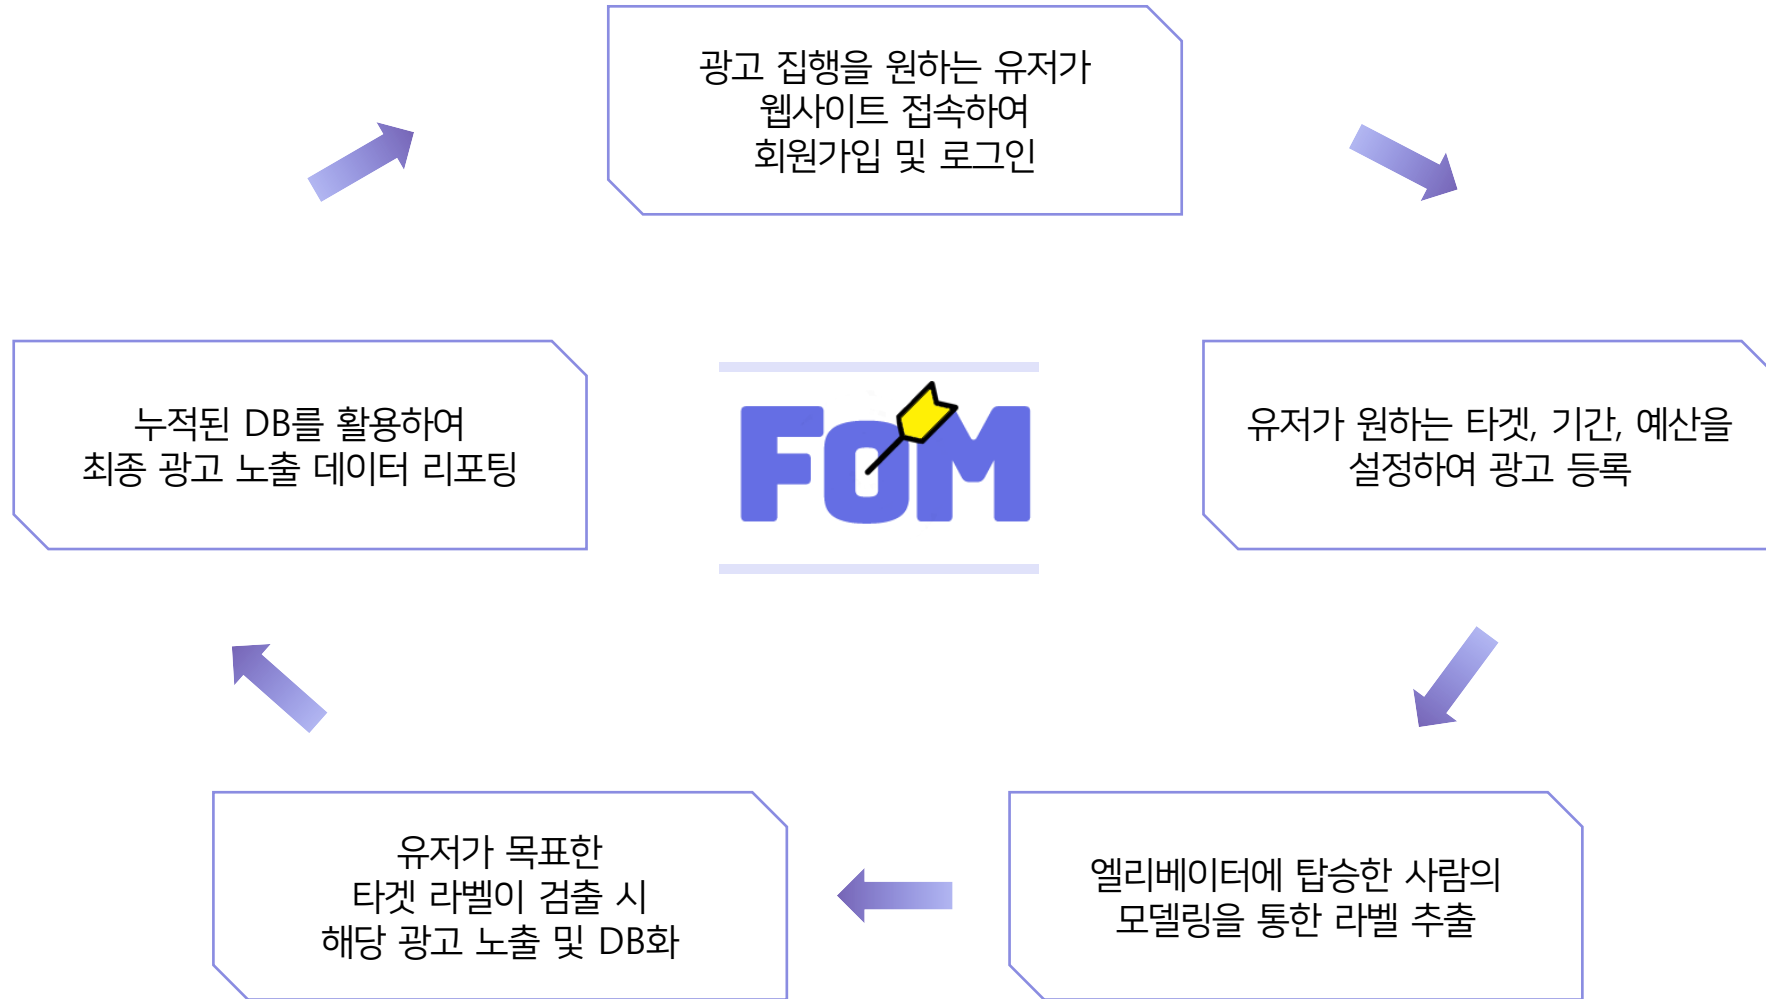 광고 집행을 원하는 유저가
웹사이트 접속하여
회원가입 및 로그인
누적된 DB를 활용하여
최종 광고 노출 데이터 리포팅
FOM
유저가 원하는 타겟, 기간, 예산을
설정하여 광고 등록
유저가 목표한
타겟 라벨이 검출 시
해당 광고 노출 및 DB화
엘리베이터에 탑승한 사람의
모델링을 통한 라벨 추출